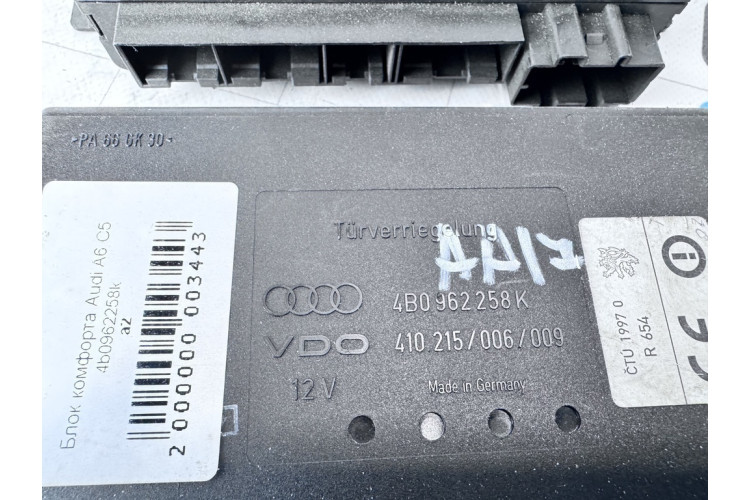 >PA 66 GK 30<
Блок комфорта Audi A6 C5
4b0962258k
a2
2 000000 003443
Türverriegelung
4B0 962 258 K
VDO 410.215/006/009
12 V
Made in Germany
ČTÚ 1997 0
R 654
CE